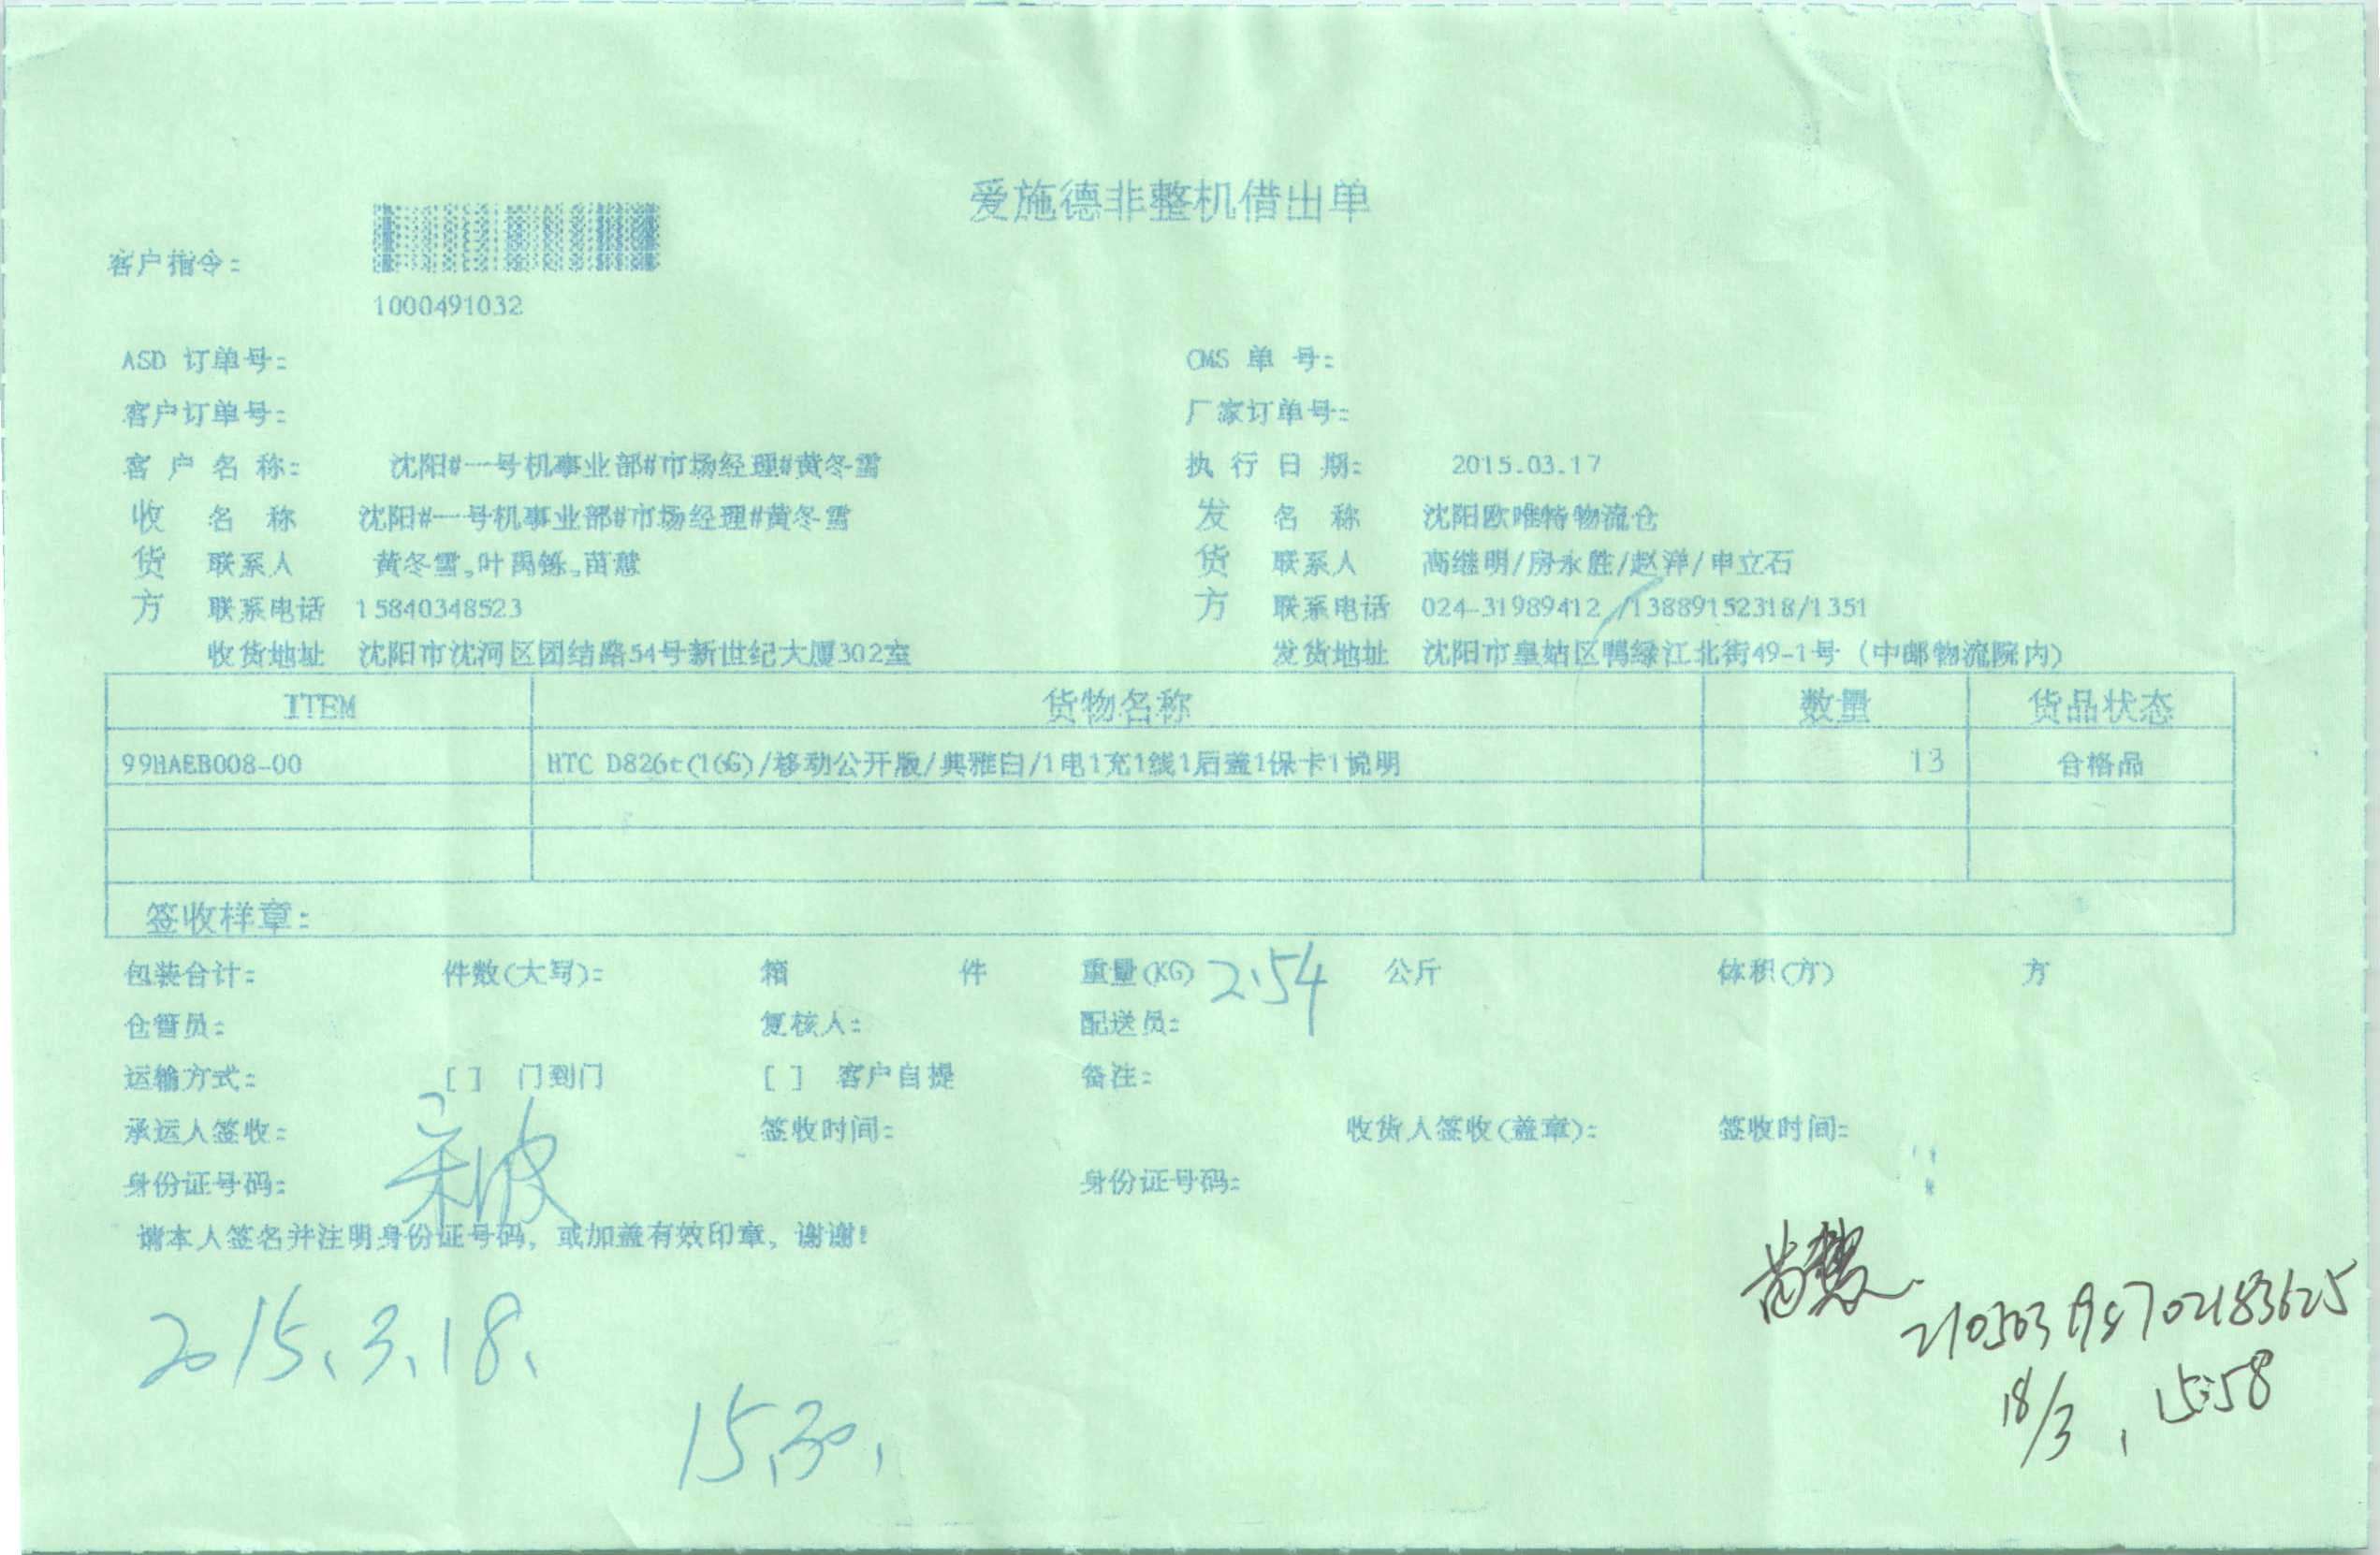 爱施德非整机借出单
客户指令:
1000491032
ASD 订单号: CMS 单 号:
客户订单号: 厂家订单号:
客 户 名 称: 沈阳#一号机事业部#市场经理#黄冬雪 执 行 日 期: 2015.03.17
收 名 称 沈阳#一号机事业部#市场经理#黄冬雪 发 名 称 沈阳欧唯特物流仓
货 联系人 黄冬雪,叶禹铄,苗慧 货 联系人 高继明/房永胜/赵洋/申立石
方 联系电话 15840348523 方 联系电话 024-31989412 /13889152318/1351
收货地址 沈阳市沈河区团结路54号新世纪大厦302室 发货地址 沈阳市皇姑区鸭绿江北街49-1号 (中邮物流院内)
ITEM 货物名称 数量 货品状态
99HAEB008-00 HTC D826t(16G)/移动公开版/典雅白/1电1充1线1后盖1保卡1说明 13 合格品
签收样章:
包装合计: 件数(大写): 箱 件 重量(KG) 2.54 公斤 体积(方) 方
仓管员: 复核人: 配送员:
运输方式: [ ] 门到门 [ ] 客户自提 备注:
承运人签收: 宋波 签收时间: 收货人签收(盖章): 签收时间:
身份证号码: 身份证号码:
请本人签名并注明身份证号码, 或加盖有效印章, 谢谢!
苗慧
2015、3、18、
210303198702183625
18/3 , 15:58
15、30、